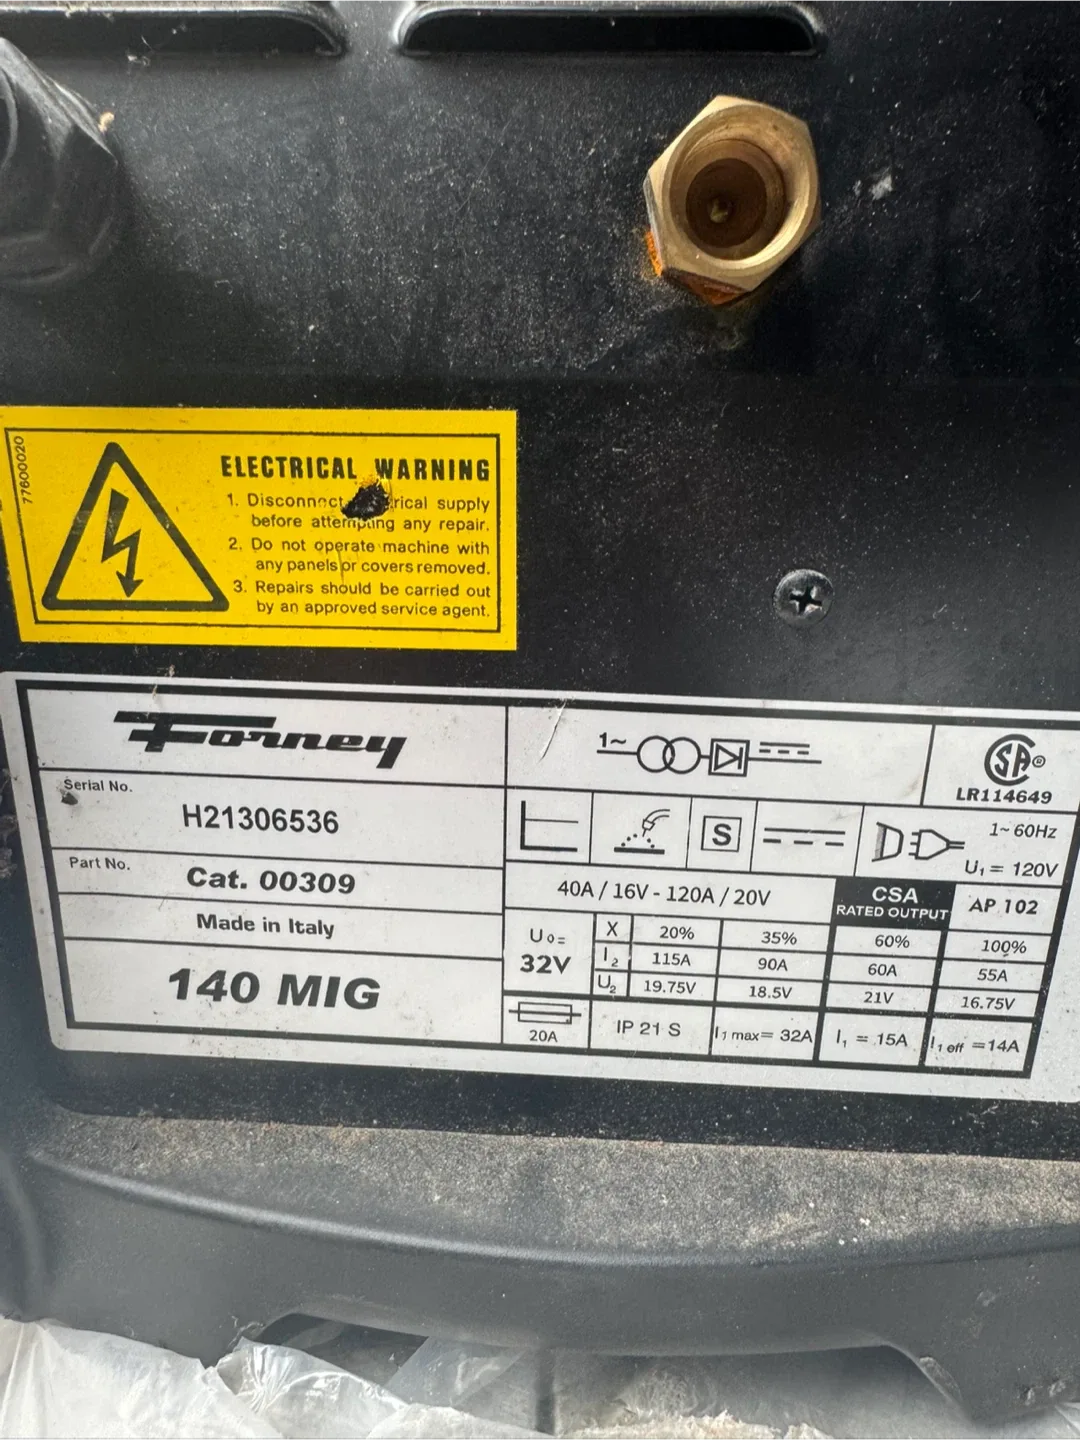 77600020
ELECTRICAL WARNING
1. Disconnect supply
before attempting any repair.
2. Do not operate machine with
any panels or covers removed.
3. Repairs should be carried out
by an approved service agent.
Forney
Serial No.
H21306536
Part No.
Cat. 00309
Made in Italy
140 MIG
1~
SA®
LR114649
S
1~ 60Hz
U1 = 120V
40A / 16V - 120A / 20V
CSA
RATED OUTPUT
AP 102
U0=
32V
X 20% 35% 60% 100%
I2 115A 90A 60A 55A
U2 19.75V 18.5V 21V 16.75V
20A
IP 21 S
I1 max= 32A
I1 = 15A
I1 eff =14A